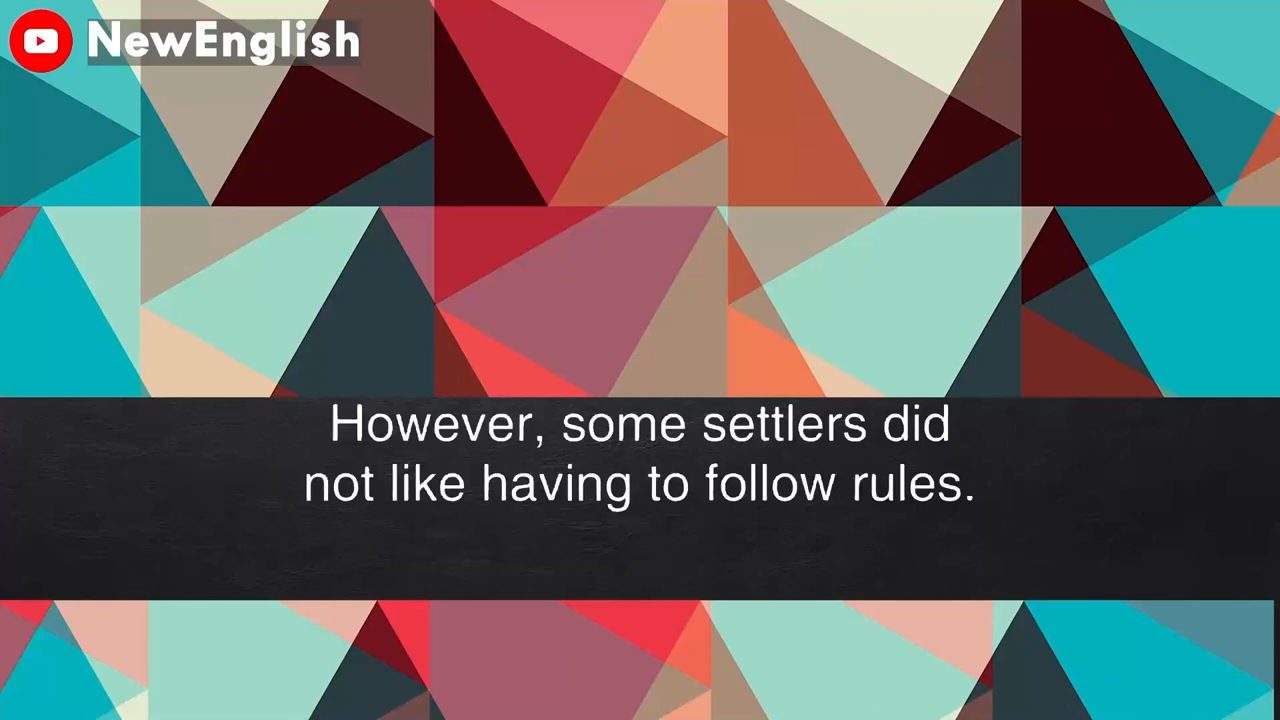 NewEnglish
However, some settlers did
not like having to follow rules.